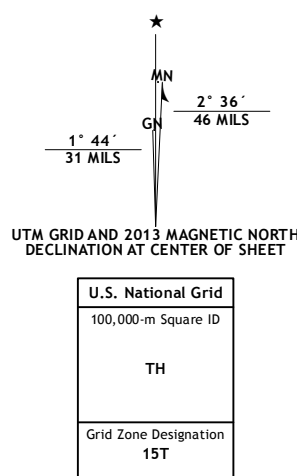 MN
2° 36´
46 MILS
GN
1° 44´
31 MILS
UTM GRID AND 2013 MAGNETIC NORTH
DECLINATION AT CENTER OF SHEET
U.S. National Grid
100,000-m Square ID
TH
Grid Zone Designation
15T